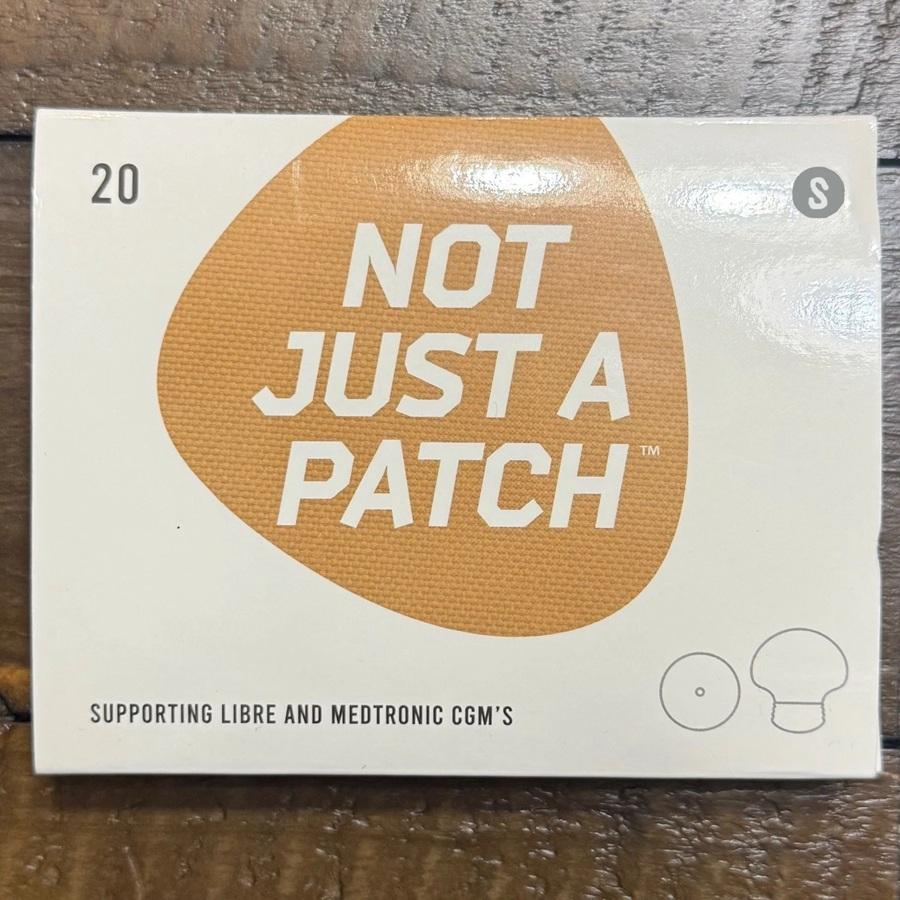 20
S
NOT
JUST A
PATCH™
SUPPORTING LIBRE AND MEDTRONIC CGM'S